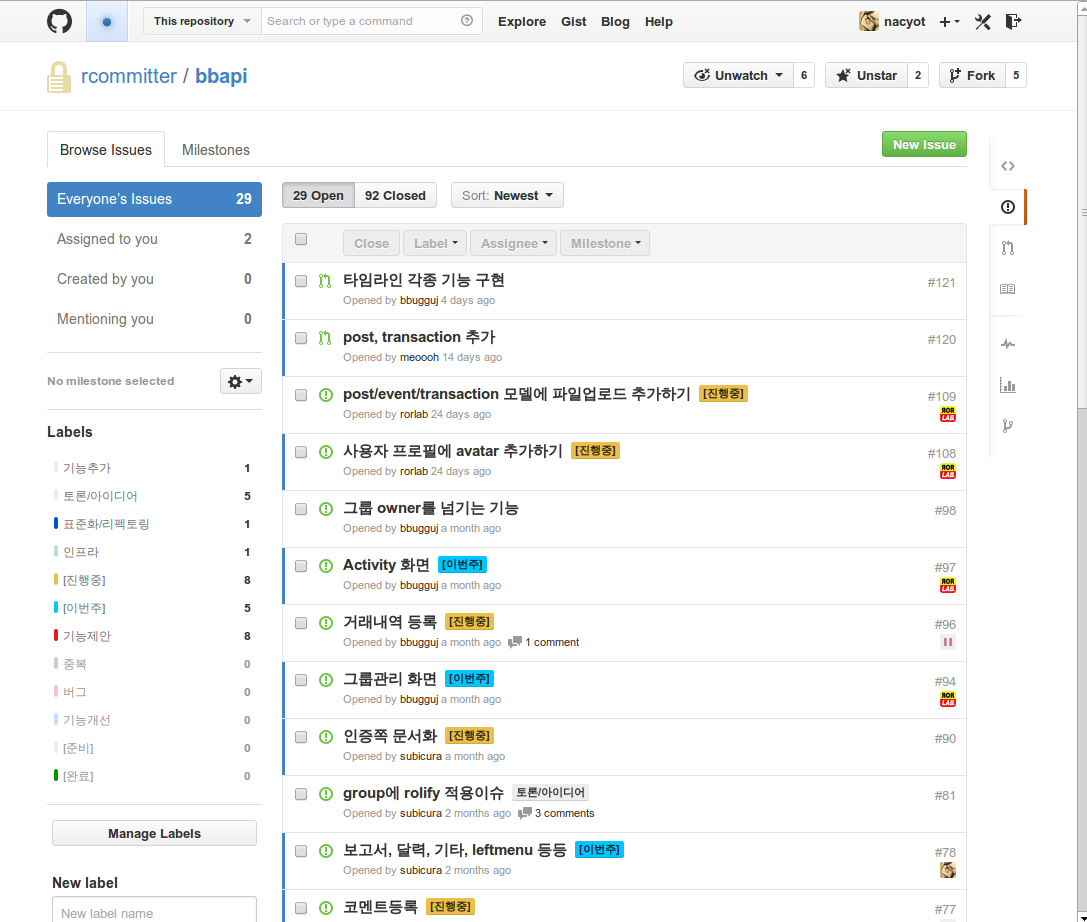 This repository Search or type a command Explore Gist Blog Help nacyot
rcommitter / bbapi Unwatch 6 Unstar 2 Fork 5
Browse Issues Milestones New Issue
Everyone's Issues 29
Assigned to you 2
Created by you 0
Mentioning you 0
No milestone selected
Labels
기능추가 1
토론/아이디어 5
표준화/리펙토링 1
인프라 1
[진행중] 8
[이번주] 5
기능제안 8
중복 0
버그 0
기능개선 0
[준비] 0
[완료] 0
Manage Labels
New label
New label name
29 Open 92 Closed Sort: Newest
Close Label Assignee Milestone
타임라인 각종 기능 구현 #121
Opened by bbugguj 4 days ago
post, transaction 추가 #120
Opened by meoooh 14 days ago
post/event/transaction 모델에 파일업로드 추가하기 [진행중] #109
Opened by rorlab 24 days ago ROR LAB.
사용자 프로필에 avatar 추가하기 [진행중] #108
Opened by rorlab 24 days ago ROR LAB.
그룹 owner를 넘기는 기능 #98
Opened by bbugguj a month ago
Activity 화면 [이번주] #97
Opened by bbugguj a month ago ROR LAB.
거래내역 등록 [진행중] #96
Opened by bbugguj a month ago 1 comment
그룹관리 화면 [이번주] #94
Opened by bbugguj a month ago ROR LAB.
인증쪽 문서화 [진행중] #90
Opened by subicura a month ago
group에 rolify 적용이슈 토론/아이디어 #81
Opened by subicura 2 months ago 3 comments
보고서, 달력, 기타, leftmenu 등등 [이번주] #78
Opened by subicura 2 months ago
코멘트등록 [진행중] #77